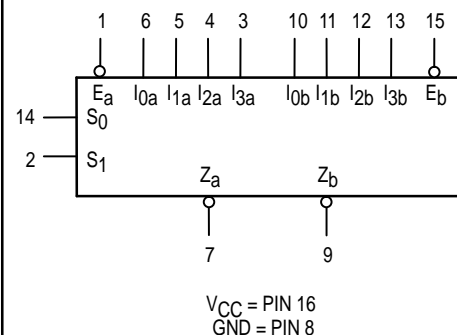 1 6 5 4 3 10 11 12 13 15
Ea I0a I1a I2a I3a I0b I1b I2b I3b Eb
14 S0
2 S1
Za Zb
7 9
VCC = PIN 16
GND = PIN 8